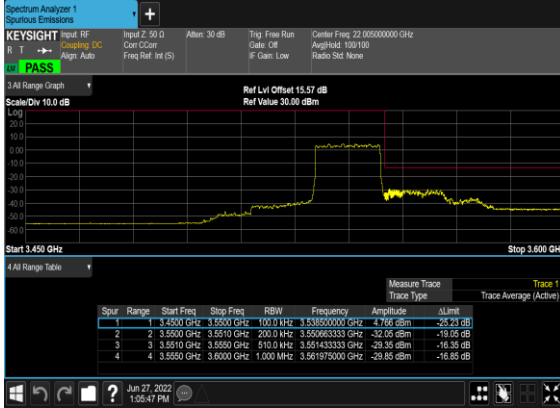 Spectrum Analyzer 1
Spurious Emissions
+
KEYSIGHT Input: RF Input Z: 50 Ω Atten: 30 dB Trig: Free Run Center Freq: 22.005000000 GHz
R T Coupling: DC Corr CCorr Gate: Off Avg|Hold: 100/100
Align: Auto Freq Ref: Int (S) IF Gain: Low Radio Std: None
LXI PASS
3 All Range Graph
Ref Lvl Offset 15.57 dB
Scale/Div 10.0 dB Ref Value 30.00 dBm
Log
20.0
10.0
0.00
-10.0
-20.0
-30.0
-40.0
-50.0
-60.0
Start 3.450 GHz Stop 3.600 GHz
4 All Range Table
Measure Trace Trace 1
Trace Type Trace Average (Active)
Spur Range Start Freq Stop Freq RBW Frequency Amplitude ΔLimit
1 1 3.4500 GHz 3.5500 GHz 100.0 kHz 3.538500000 GHz 4.766 dBm -25.23 dB
2 2 3.5500 GHz 3.5510 GHz 200.0 kHz 3.550663333 GHz -32.05 dBm -19.05 dB
3 3 3.5510 GHz 3.5550 GHz 510.0 kHz 3.551433333 GHz -29.35 dBm -16.35 dB
4 4 3.5550 GHz 3.6000 GHz 1.000 MHz 3.561975000 GHz -29.85 dBm -16.85 dB
? Jun 27, 2022
1:05:47 PM